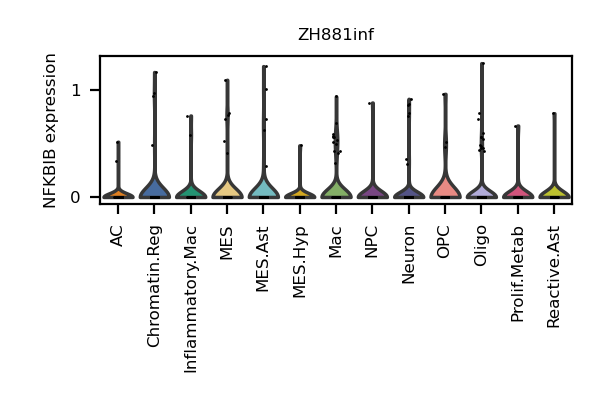 ZH881inf
NFKBIB expression
1
0
AC
Chromatin.Reg
Inflammatory.Mac
MES
MES.Ast
MES.Hyp
Mac
NPC
Neuron
OPC
Oligo
Prolif.Metab
Reactive.Ast